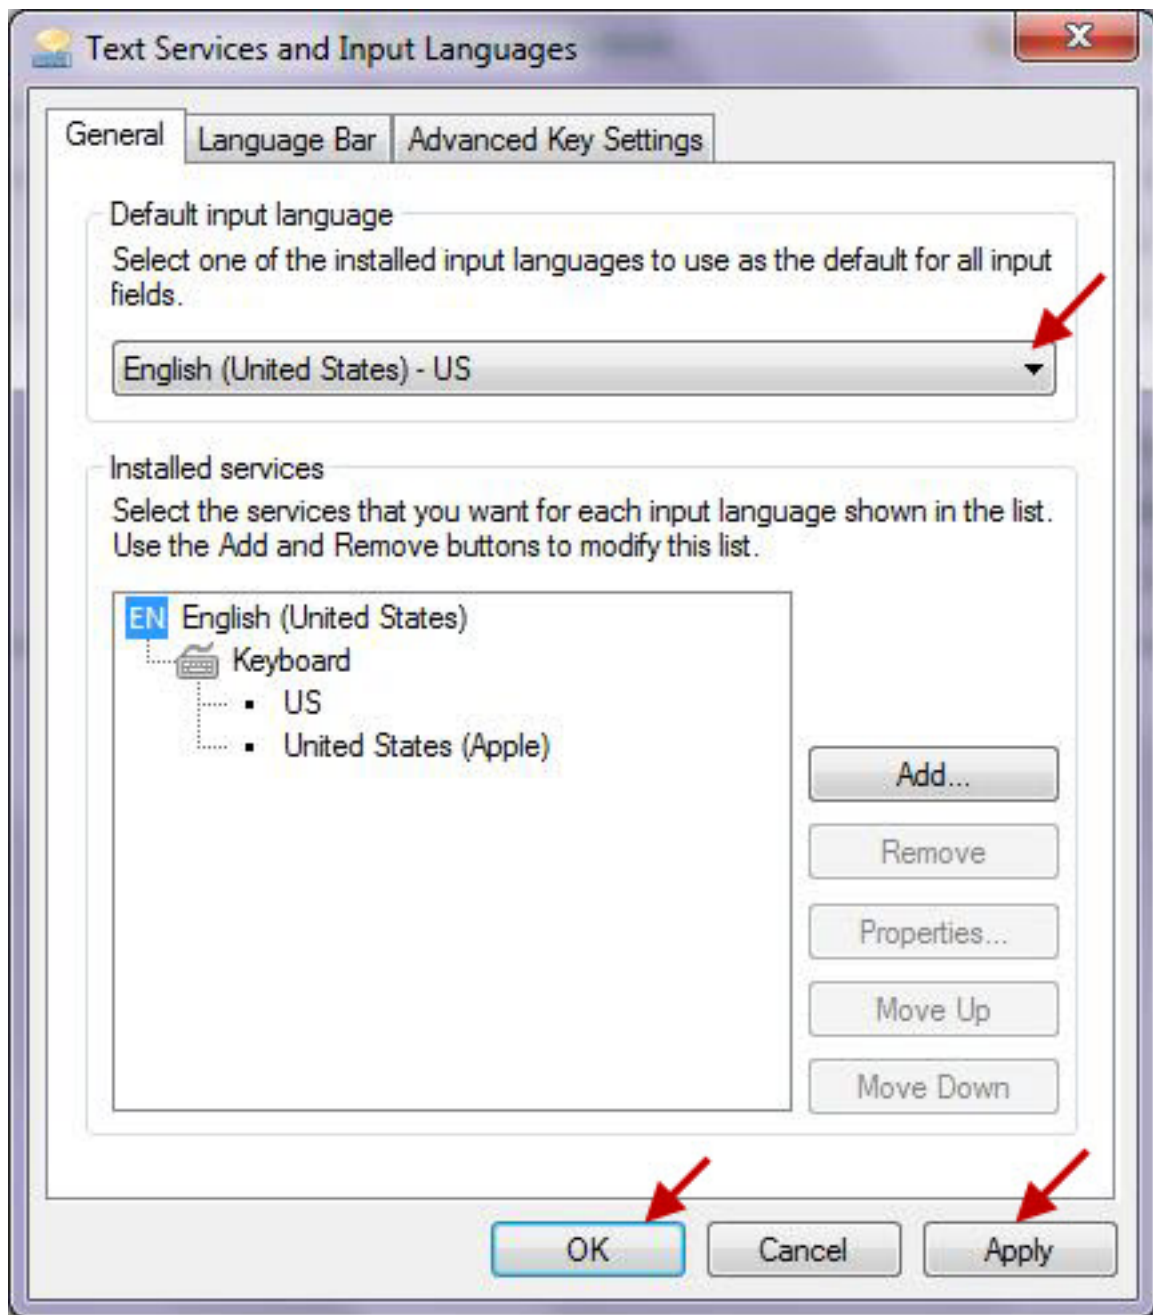 Text Services and Input Languages
General
Language Bar
Advanced Key Settings
Default input language
Select one of the installed input languages to use as the default for all input
fields.
English (United States) - US
Installed services
Select the services that you want for each input language shown in the list.
Use the Add and Remove buttons to modify this list.
EN English (United States)
Keyboard
US
United States (Apple)
Add...
Remove
Properties...
Move Up
Move Down
OK
Cancel
Apply